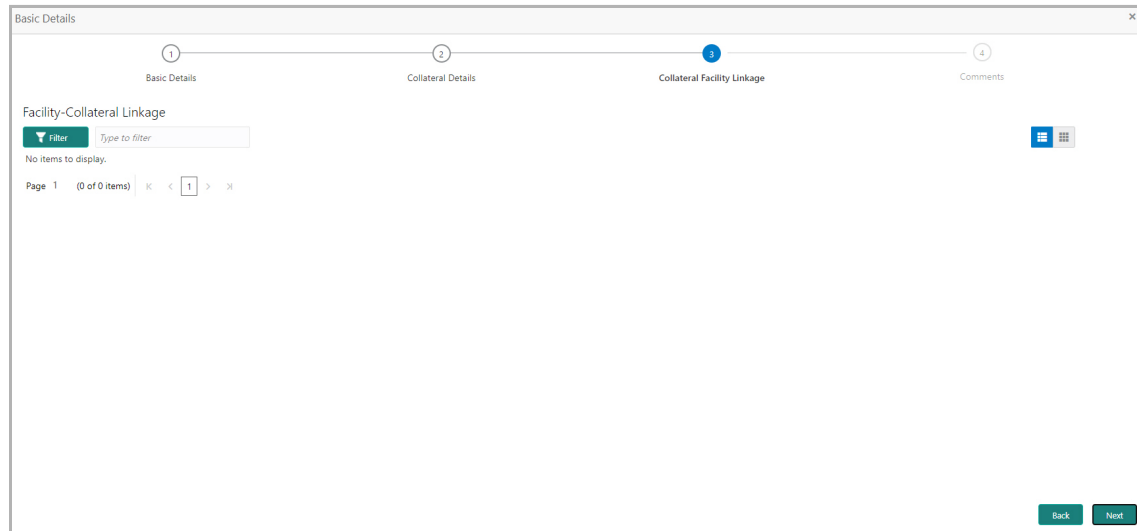 Basic Details ×
1 2 3 4
Basic Details Collateral Details Collateral Facility Linkage Comments
Facility-Collateral Linkage
Filter Type to filter
No items to display.
Page 1 (0 of 0 items) 1
Back Next